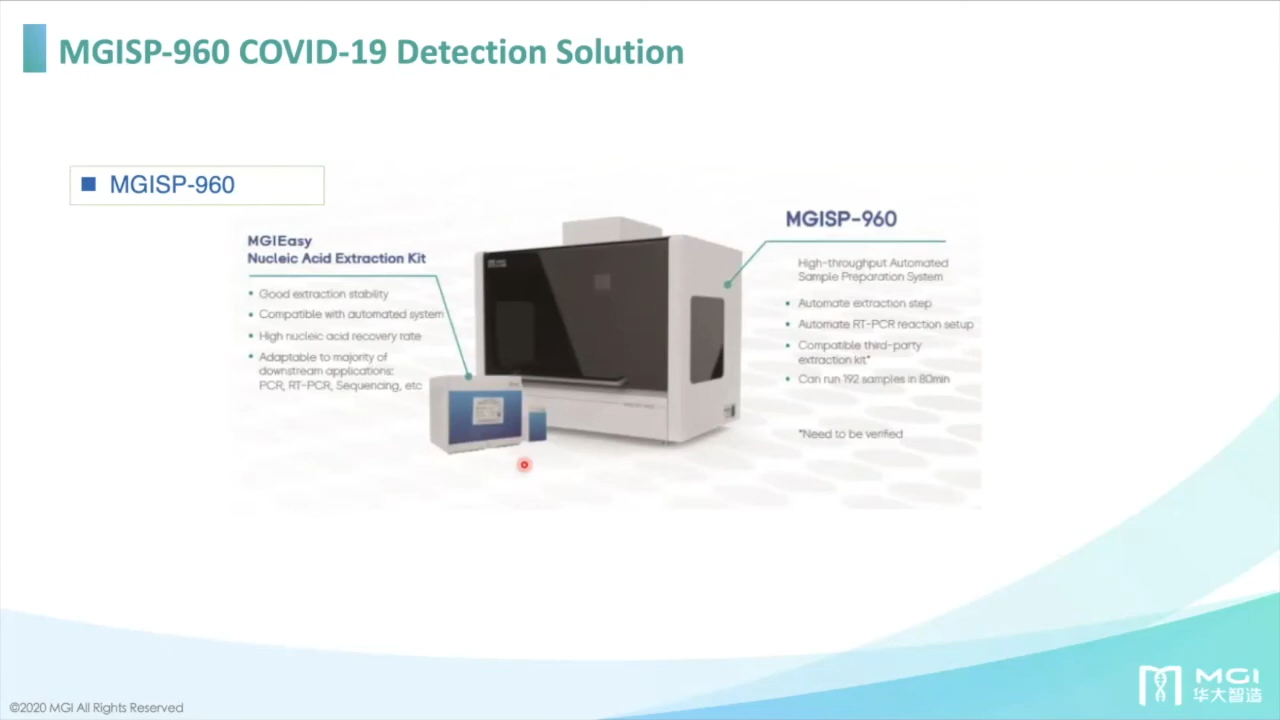 MGISP-960 COVID-19 Detection Solution
MGISP-960
MGIEasy
Nucleic Acid Extraction Kit
Good extraction stability
Compatible with automated system
High nucleic acid recovery rate
Adaptable to majority of
downstream applications:
PCR, RT-PCR, Sequencing, etc
MGISP-960
High-throughput Automated
Sample Preparation System
Automate extraction step
Automate RT-PCR reaction setup
Compatible third-party
extraction kit*
Can run 192 samples in 80min
*Need to be verified
©2020 MGI All Rights Reserved
MGI
华大智造